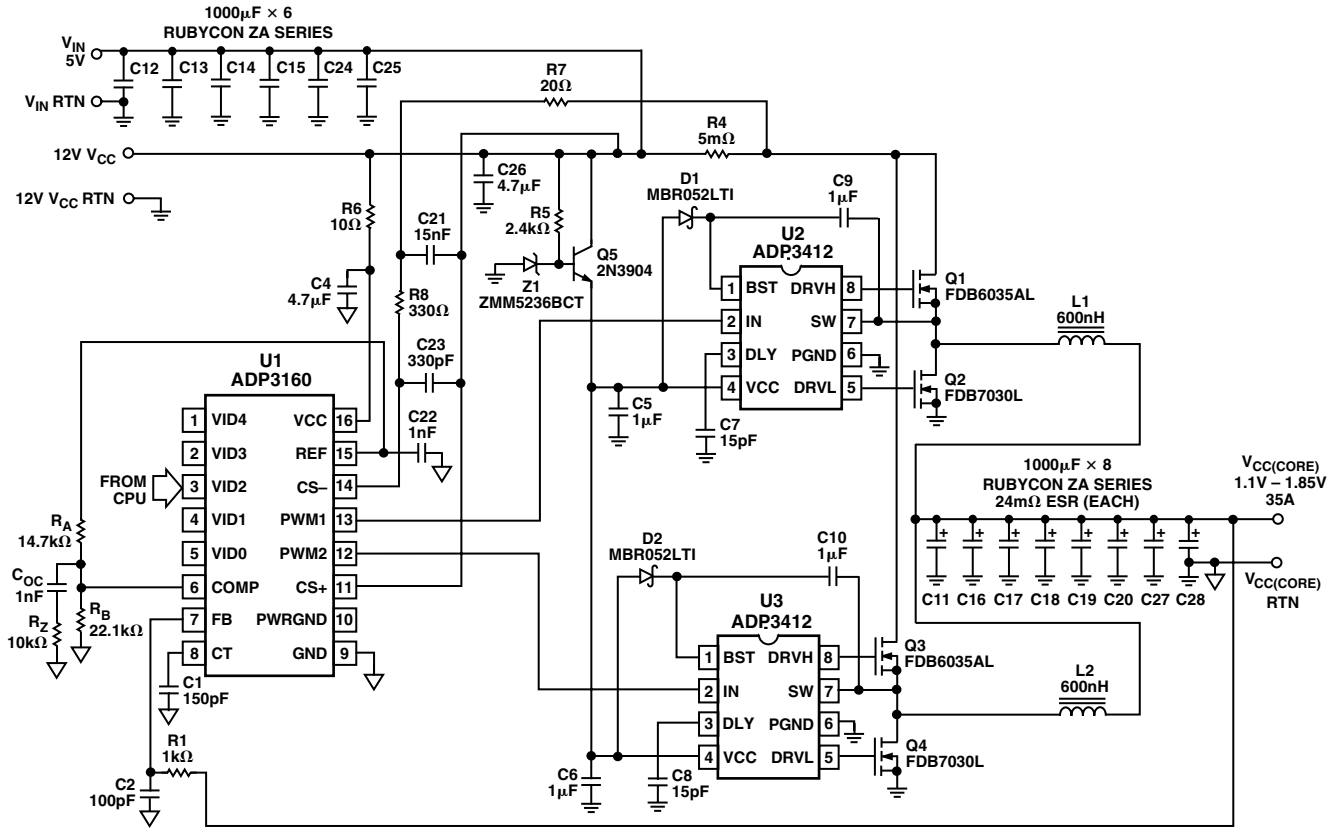 1000μF × 6
RUBYCON ZA SERIES
VIN
5V
C12
C13
C14
C15
C24
C25
VIN RTN
R7
20Ω
12V VCC
R4
5mΩ
12V VCC RTN
C26
4.7μF
R6
10Ω
C21
15nF
R5
2.4kΩ
D1
MBR052LTI
C9
1μF
Q5
2N3904
Z1
ZMM5236BCT
C4
4.7μF
R8
330Ω
C23
330pF
U2
ADP3412
1 BST DRVH 8
2 IN SW 7
3 DLY PGND 6
4 VCC DRVL 5
Q1
FDB6035AL
L1
600nH
Q2
FDB7030L
C5
1μF
C7
15pF
U1
ADP3160
C22
1nF
1 VID4 VCC 16
2 VID3 REF 15
3 VID2 CS– 14
4 VID1 PWM1 13
5 VID0 PWM2 12
6 COMP CS+ 11
7 FB PWRGND 10
8 CT GND 9
FROM
CPU
RA
14.7kΩ
COC
1nF
RZ
10kΩ
RB
22.1kΩ
C1
150pF
R1
1kΩ
C2
100pF
1000μF × 8
RUBYCON ZA SERIES
24mΩ ESR (EACH)
VCC(CORE)
1.1V – 1.85V
35A
+ + + + + + + +
C11 C16 C17 C18 C19 C20 C27 C28
VCC(CORE)
RTN
D2
MBR052LTI
C10
1μF
U3
ADP3412
1 BST DRVH 8
2 IN SW 7
3 DLY PGND 6
4 VCC DRVL 5
Q3
FDB6035AL
L2
600nH
Q4
FDB7030L
C6
1μF
C8
15pF